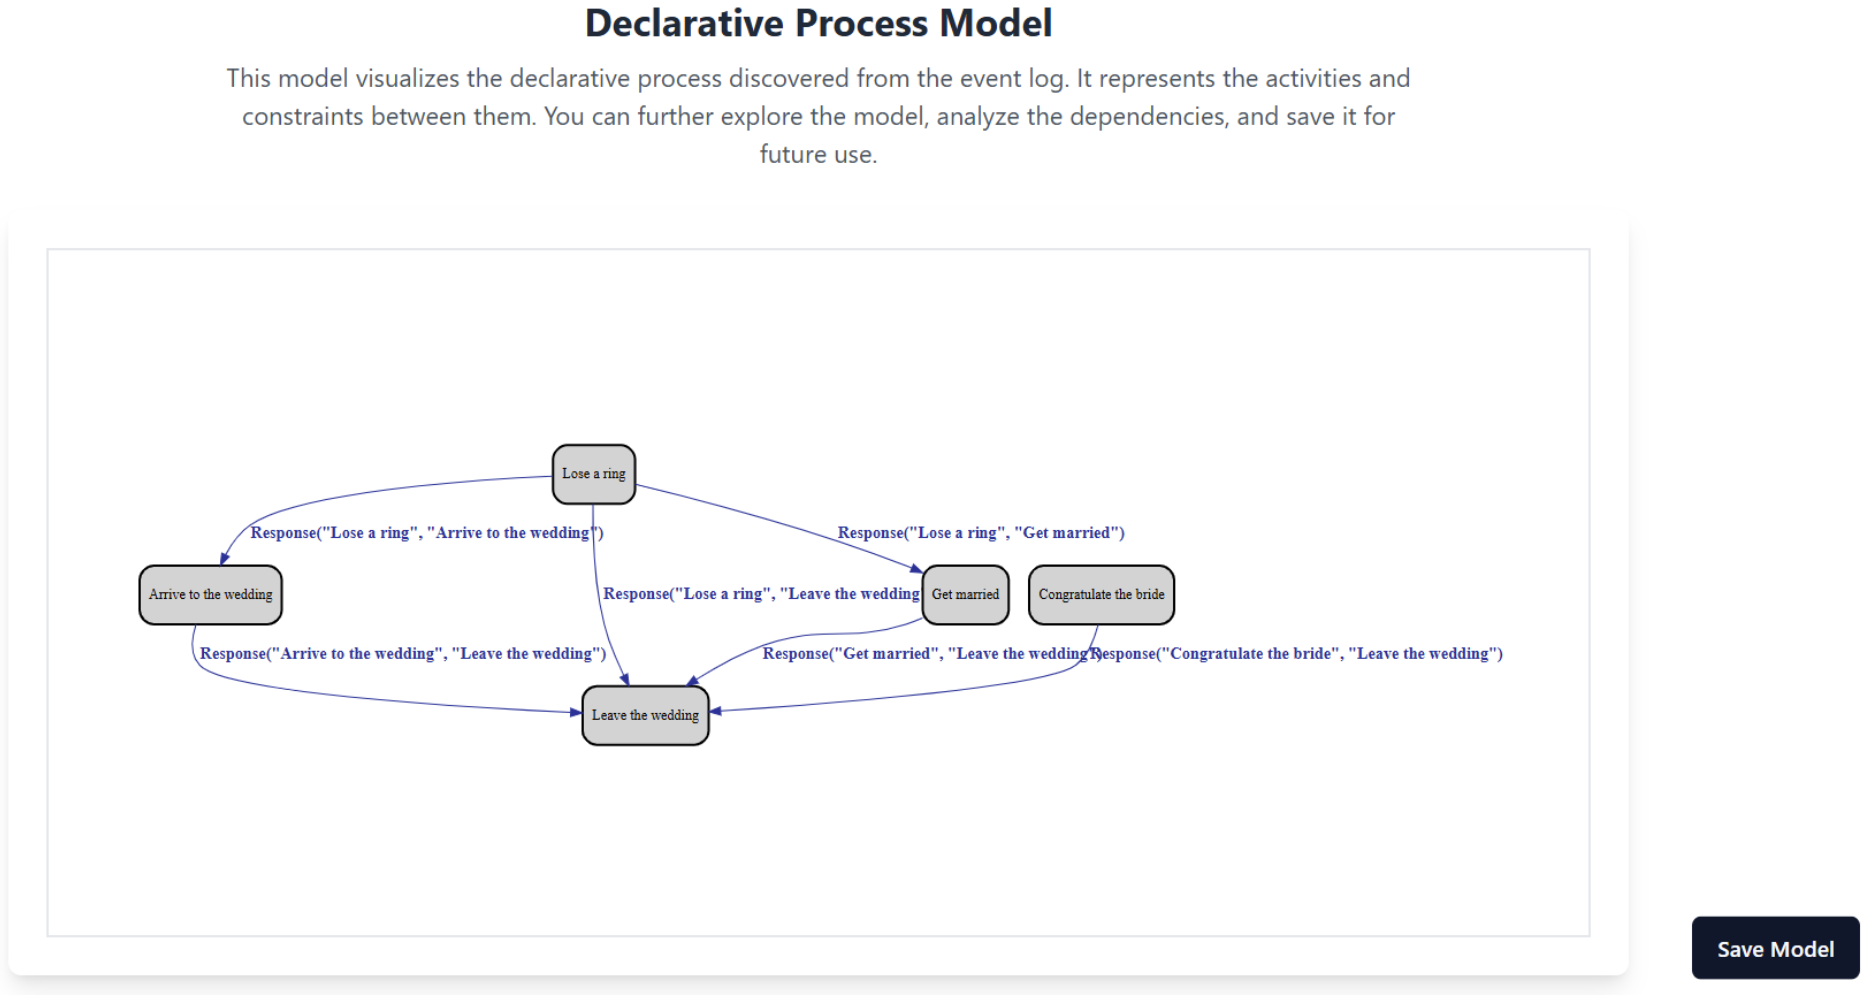 Declarative Process Model
This model visualizes the declarative process discovered from the event log. It represents the activities and
constraints between them. You can further explore the model, analyze the dependencies, and save it for
future use.
Lose a ring
Response("Lose a ring", "Arrive to the wedding")
Response("Lose a ring", "Get married")
Arrive to the wedding
Response("Lose a ring", "Leave the wedding
Get married
Congratulate the bride
Response("Arrive to the wedding", "Leave the wedding")
Response("Get married", "Leave the wedding")
Response("Congratulate the bride", "Leave the wedding")
Leave the wedding
Save Model